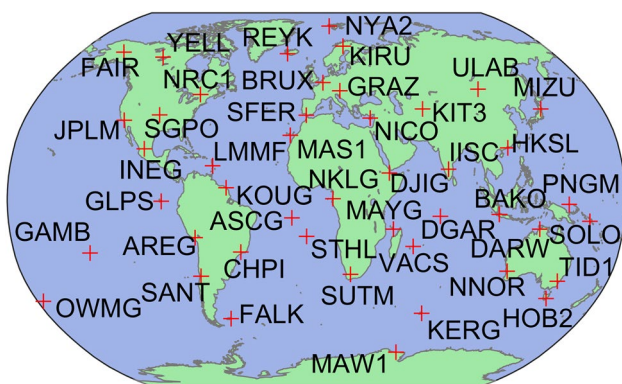 NYA2
REYK
YELL
KIRU
FAIR
NRC1
BRUX
GRAZ
ULAB
MIZU
SFER
KIT3
JPLM
SGPO
NICO
HKSL
LMMF
MAS1
IISC
INEG
NKLG
DJIG
GLPS
KOUG
BAKO
PNGM
ASCG
MAYG
GAMB
DGAR
AREG
STHL
DARW
SOLO
CHPI
VACS
TID1
SANT
SUTM
NNOR
OWMG
FALK
KERG
HOB2
MAW1